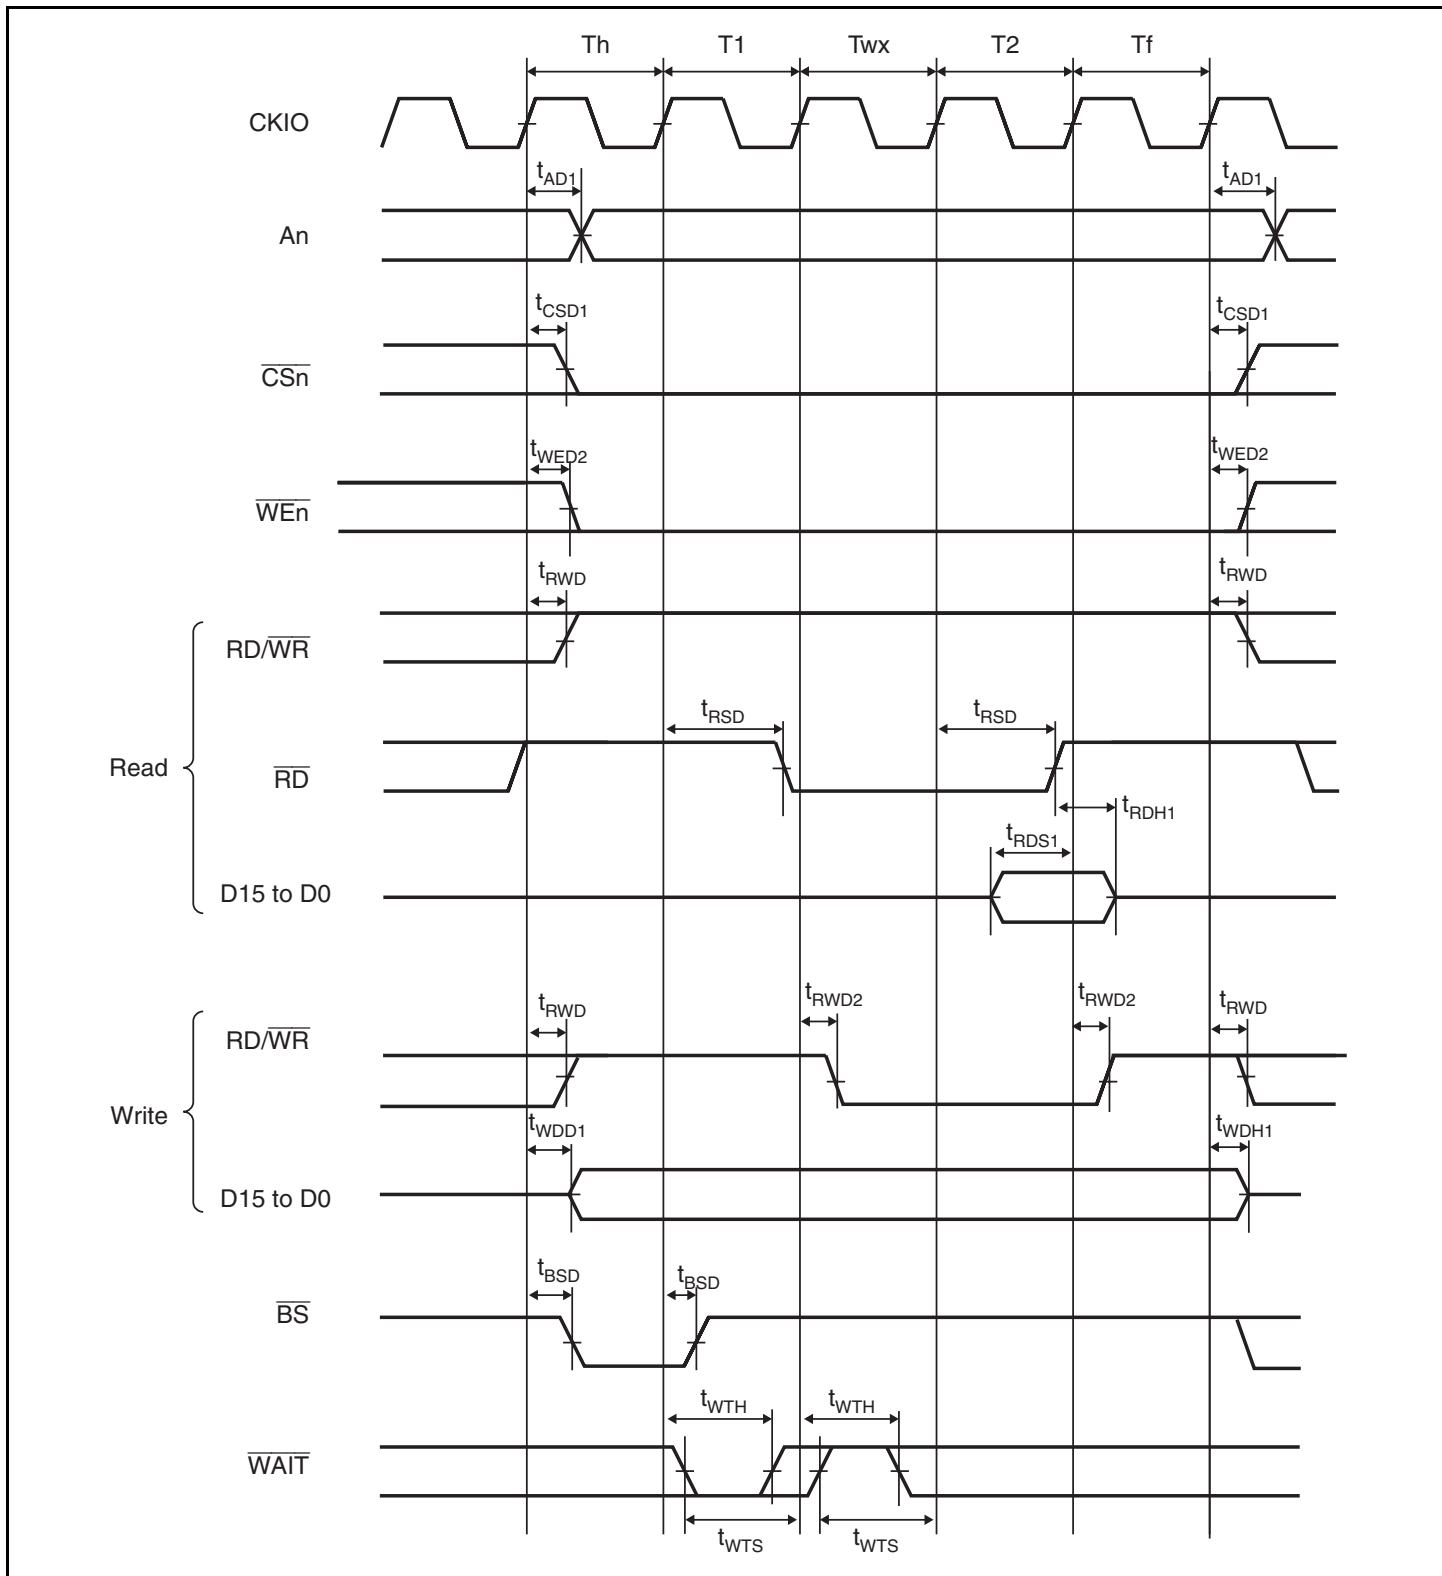 Th T1 Twx T2 Tf
CKIO
tAD1 tAD1
An
tCSD1 tCSD1
CSn
tWED2 tWED2
WEn
tRWD tRWD
RD/WR
tRSD tRSD
Read
RD
tRDH1
tRDS1
D15 to D0
tRWD tRWD2 tRWD2 tRWD
RD/WR
Write
tWDD1 tWDH1
D15 to D0
tBSD tBSD
BS
tWTH tWTH
WAIT
tWTS tWTS